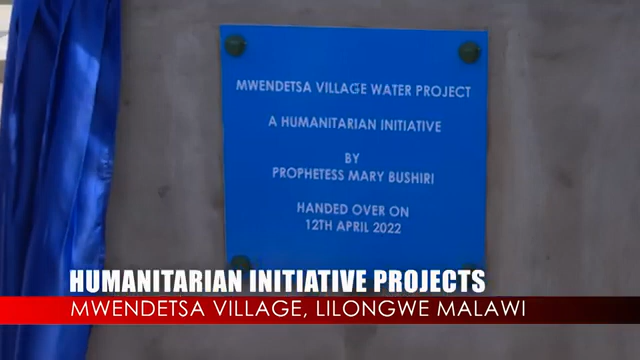 MWENDETSA VILLAGE WATER PROJECT
A HUMANITARIAN INITIATIVE
BY
PROPHETESS MARY BUSHIRI
HANDED OVER ON
12TH APRIL 2022
HUMANITARIAN INITIATIVE PROJECTS
MWENDETSA VILLAGE, LILONGWE MALAWI